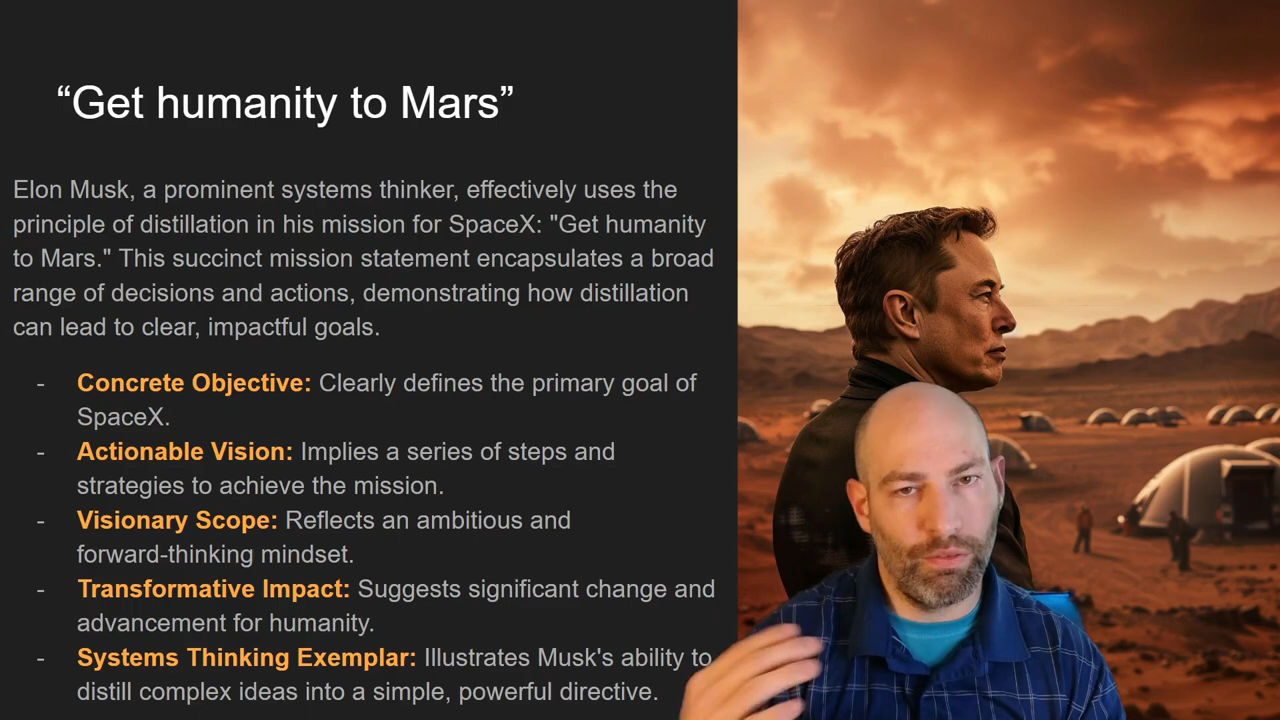 “Get humanity to Mars”
Elon Musk, a prominent systems thinker, effectively uses the
principle of distillation in his mission for SpaceX: "Get humanity
to Mars." This succinct mission statement encapsulates a broad
range of decisions and actions, demonstrating how distillation
can lead to clear, impactful goals.
- Concrete Objective: Clearly defines the primary goal of
SpaceX.
- Actionable Vision: Implies a series of steps and
strategies to achieve the mission.
- Visionary Scope: Reflects an ambitious and
forward-thinking mindset.
- Transformative Impact: Suggests significant change and
advancement for humanity.
- Systems Thinking Exemplar: Illustrates Musk's ability to
distill complex ideas into a simple, powerful directive.